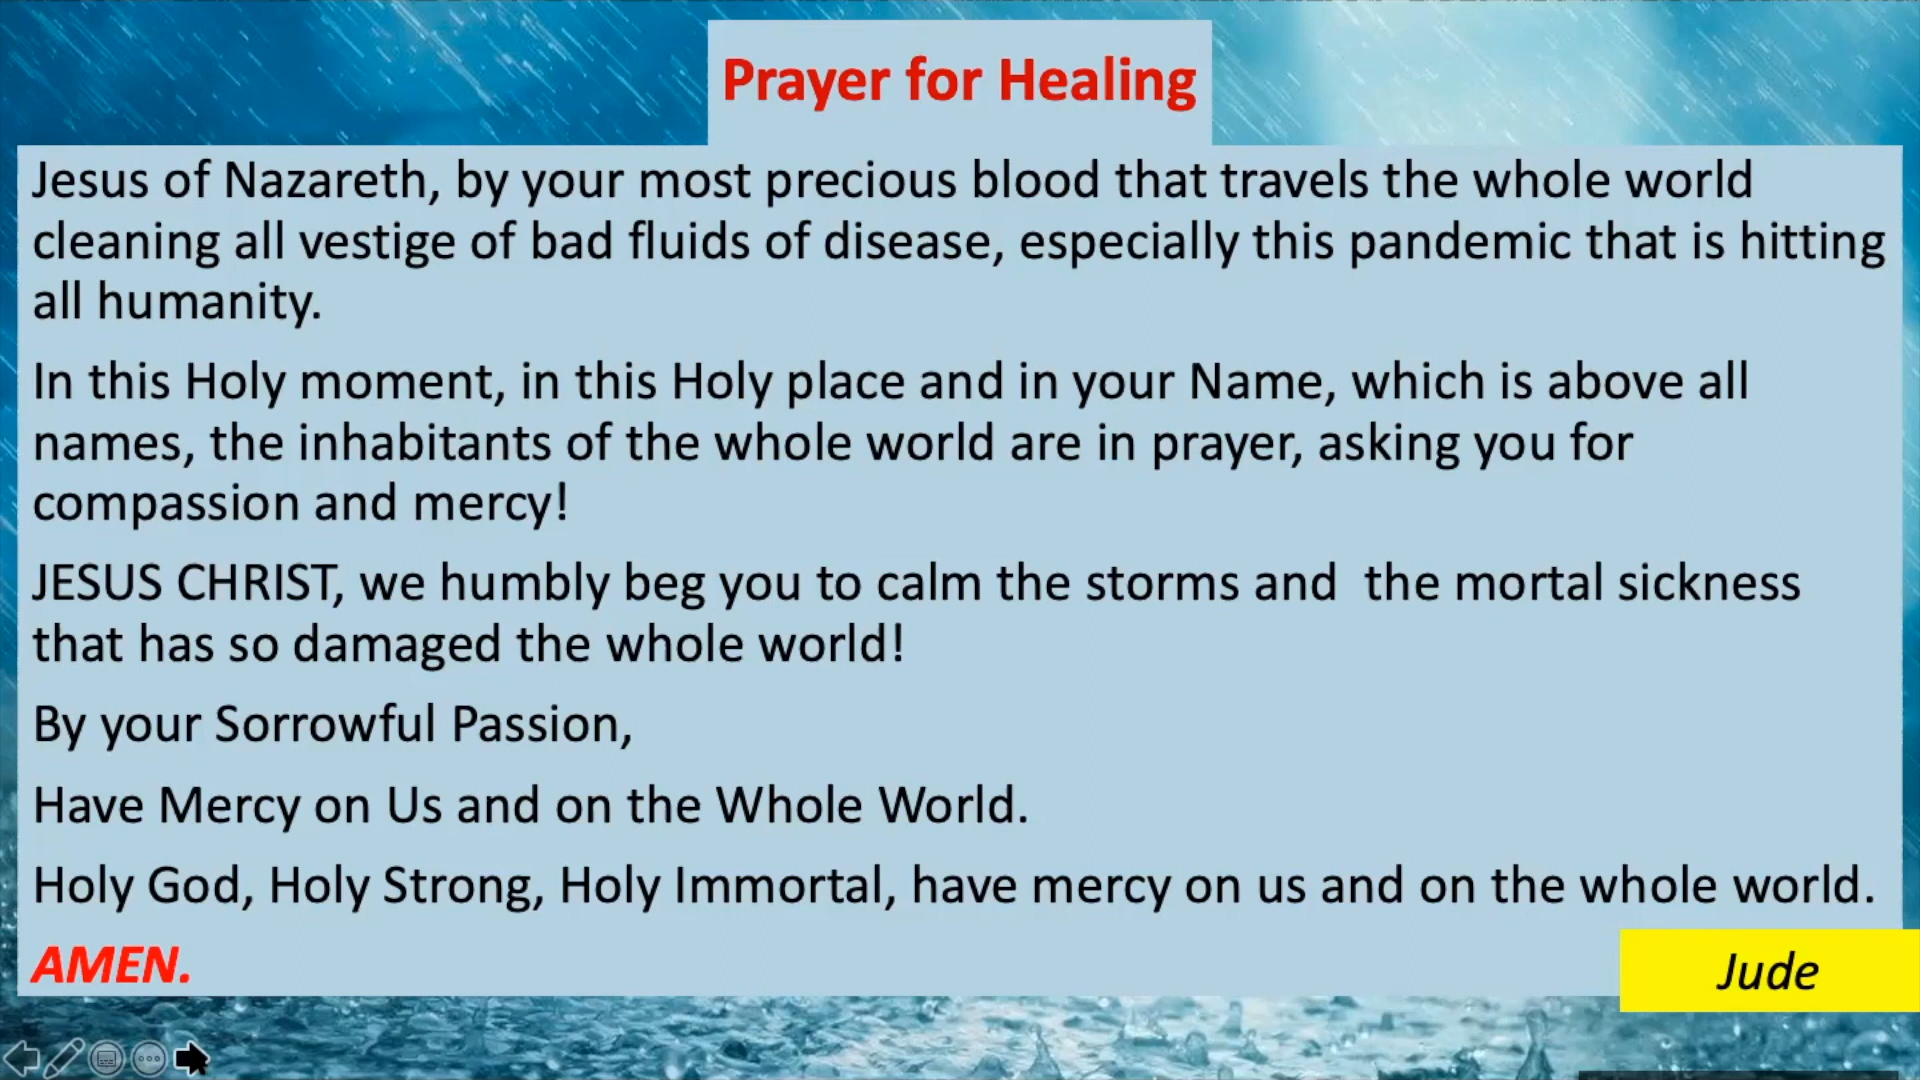 Prayer for Healing
Jesus of Nazareth, by your most precious blood that travels the whole world
cleaning all vestige of bad fluids of disease, especially this pandemic that is hitting
all humanity.
In this Holy moment, in this Holy place and in your Name, which is above all
names, the inhabitants of the whole world are in prayer, asking you for
compassion and mercy!
JESUS CHRIST, we humbly beg you to calm the storms and  the mortal sickness
that has so damaged the whole world!
By your Sorrowful Passion,
Have Mercy on Us and on the Whole World.
Holy God, Holy Strong, Holy Immortal, have mercy on us and on the whole world.
AMEN.
Jude